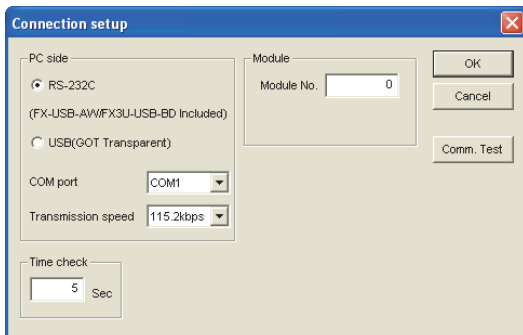 Connection setup
PC side
RS-232C
(FX-USB-AW/FX3U-USB-BD Included)
USB(GOT Transparent)
COM port
COM1
Transmission speed
115.2kbps
Time check
5
Sec
Module
Module No.
0
OK
Cancel
Comm. Test